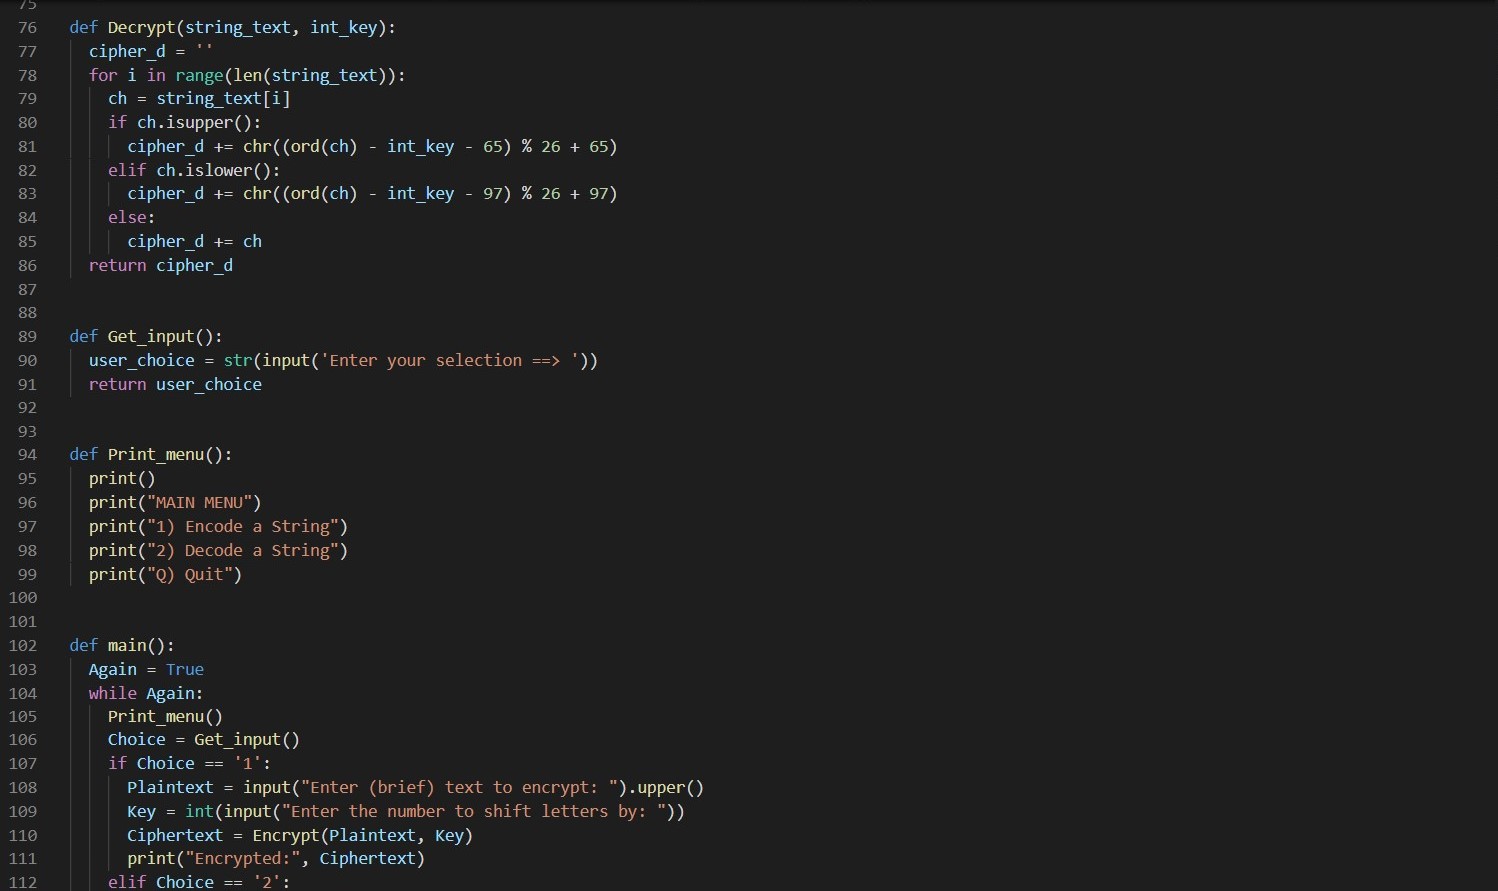 75
76 def Decrypt(string_text, int_key):
77   cipher_d = ''
78   for i in range(len(string_text)):
79     ch = string_text[i]
80     if ch.isupper():
81       cipher_d += chr((ord(ch) - int_key - 65) % 26 + 65)
82     elif ch.islower():
83       cipher_d += chr((ord(ch) - int_key - 97) % 26 + 97)
84     else:
85       cipher_d += ch
86   return cipher_d
87
88
89 def Get_input():
90   user_choice = str(input('Enter your selection ==> '))
91   return user_choice
92
93
94 def Print_menu():
95   print()
96   print("MAIN MENU")
97   print("1) Encode a String")
98   print("2) Decode a String")
99   print("Q) Quit")
100
101
102 def main():
103   Again = True
104   while Again:
105     Print_menu()
106     Choice = Get_input()
107     if Choice == '1':
108       Plaintext = input("Enter (brief) text to encrypt: ").upper()
109       Key = int(input("Enter the number to shift letters by: "))
110       Ciphertext = Encrypt(Plaintext, Key)
111       print("Encrypted:", Ciphertext)
112     elif Choice == '2':